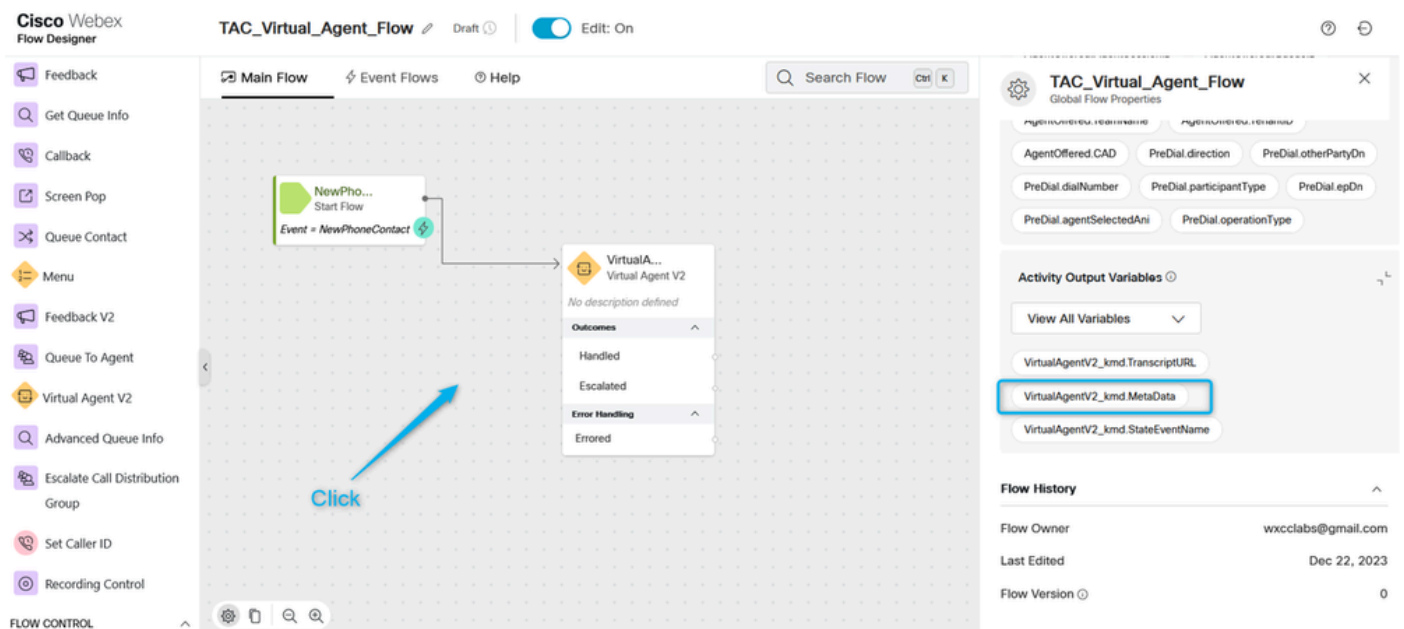 Cisco Webex
Flow Designer
TAC_Virtual_Agent_Flow
Draft
Edit: On
Feedback
Get Queue Info
Callback
Screen Pop
Queue Contact
Menu
Feedback V2
Queue To Agent
Virtual Agent V2
Advanced Queue Info
Escalate Call Distribution
Group
Set Caller ID
Recording Control
FLOW CONTROL
Main Flow
Event Flows
Help
Search Flow
Ctrl K
NewPho...
Start Flow
Event = NewPhoneContact
VirtualA...
Virtual Agent V2
No description defined
Outcomes
Handled
Escalated
Error Handling
Errored
Click
TAC_Virtual_Agent_Flow
Global Flow Properties
AgentOffered.TeamName AgentOffered.TenantID
AgentOffered.CAD PreDial.direction PreDial.otherPartyDn
PreDial.dialNumber PreDial.participantType PreDial.epDn
PreDial.agentSelectedAni PreDial.operationType
Activity Output Variables
View All Variables
VirtualAgentV2_kmd.TranscriptURL
VirtualAgentV2_kmd.MetaData
VirtualAgentV2_kmd.StateEventName
Flow History
Flow Owner wxcclabs@gmail.com
Last Edited Dec 22, 2023
Flow Version 0